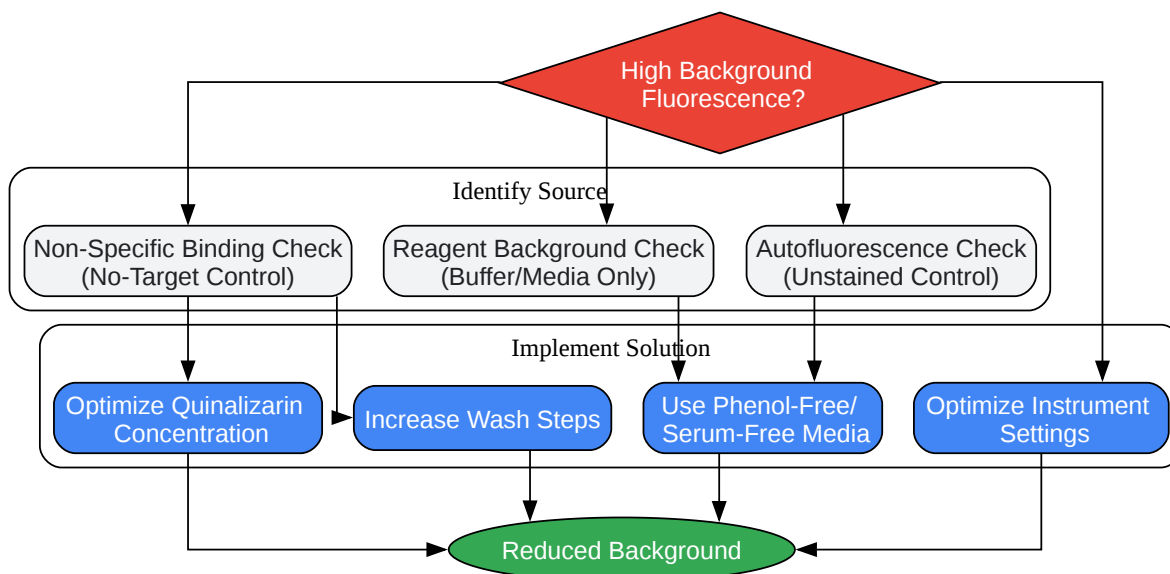 High Background
Fluorescence?
Identify Source
Non-Specific Binding Check
(No-Target Control)
Reagent Background Check
(Buffer/Media Only)
Autofluorescence Check
(Unstained Control)
Implement Solution
Optimize Quinalizarin
Concentration
Increase Wash Steps
Use Phenol-Free/
Serum-Free Media
Optimize Instrument
Settings
Reduced Background